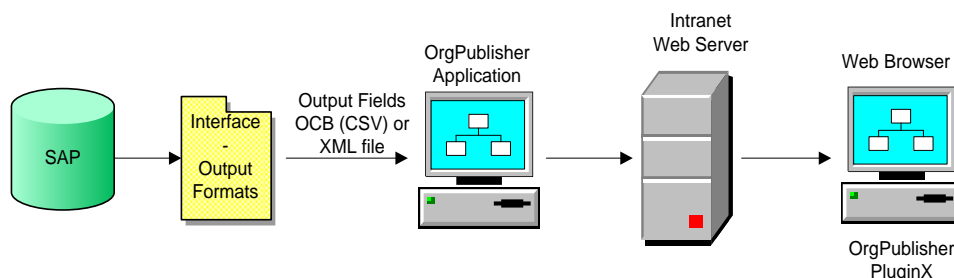 SAP
Interface
-
Output
Formats
Output Fields
OCB (CSV) or
XML file
OrgPublisher
Application
Intranet
Web Server
Web Browser
OrgPublisher
PluginX